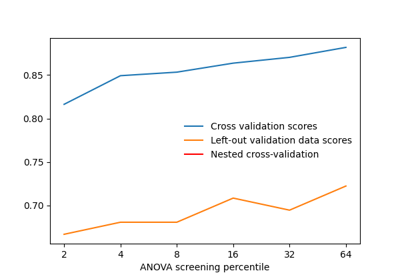 0.85
0.80
0.75
0.70
Cross validation scores
Left-out validation data scores
Nested cross-validation
2 4 8 16 32 64
ANOVA screening percentile